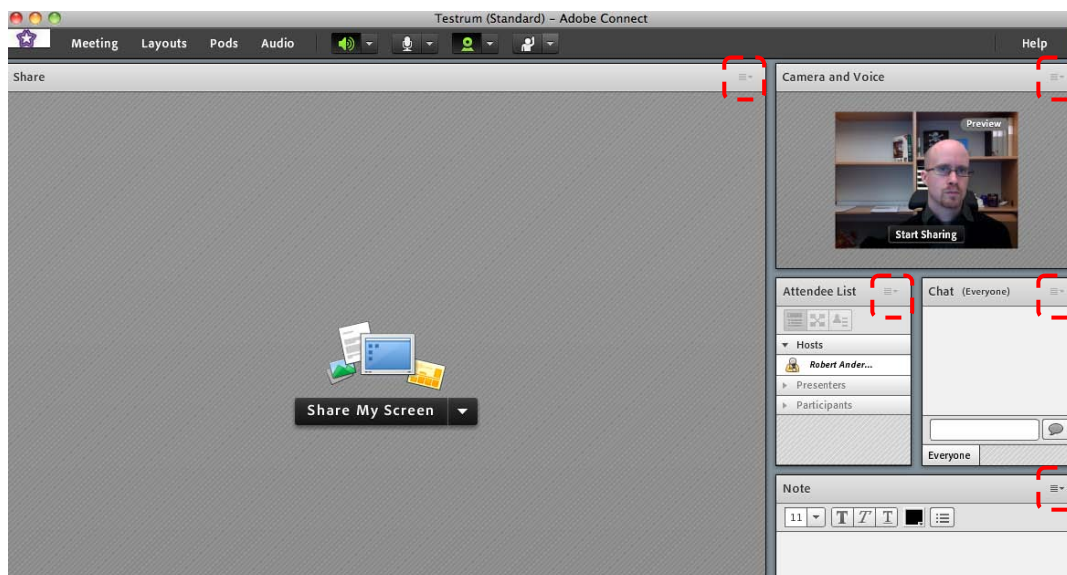 Testrum (Standard) – Adobe Connect
Meeting Layouts Pods Audio Help
Share
Camera and Voice
Preview
Start Sharing
Attendee List
Hosts
Robert Ander...
Presenters
Participants
Chat (Everyone)
Everyone
Share My Screen
Note
11 T T T